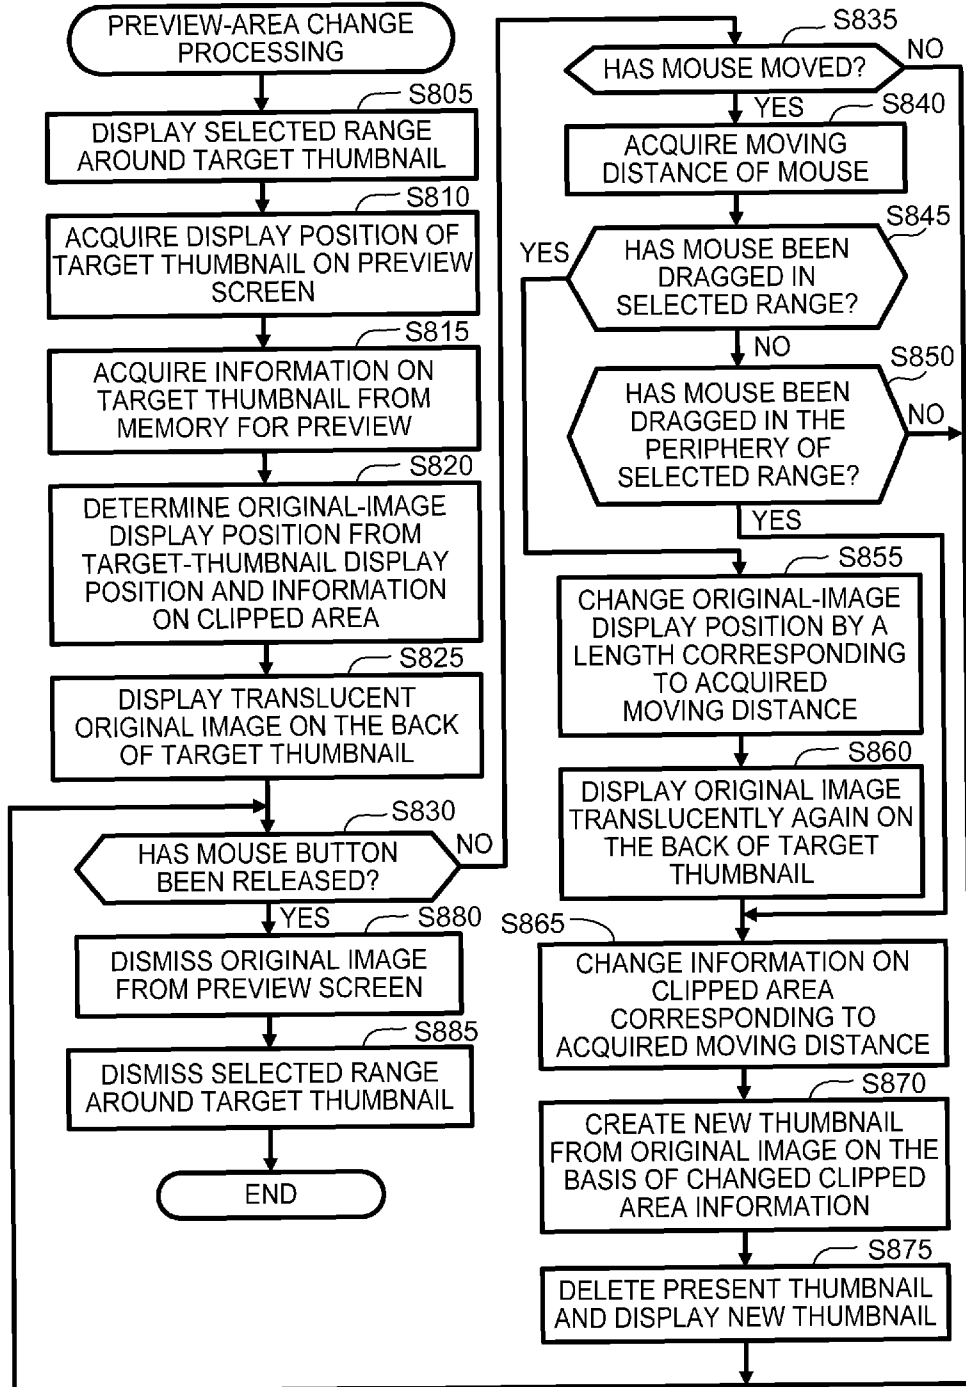 PREVIEW-AREA CHANGE
PROCESSING
S805
DISPLAY SELECTED RANGE
AROUND TARGET THUMBNAIL
S810
ACQUIRE DISPLAY POSITION OF
TARGET THUMBNAIL ON PREVIEW
SCREEN
S815
ACQUIRE INFORMATION ON
TARGET THUMBNAIL FROM
MEMORY FOR PREVIEW
S820
DETERMINE ORIGINAL-IMAGE
DISPLAY POSITION FROM
TARGET-THUMBNAIL DISPLAY
POSITION AND INFORMATION
ON CLIPPED AREA
S825
DISPLAY TRANSLUCENT
ORIGINAL IMAGE ON THE BACK
OF TARGET THUMBNAIL
S830
HAS MOUSE BUTTON
BEEN RELEASED?
NO
YES
S880
DISMISS ORIGINAL IMAGE
FROM PREVIEW SCREEN
S885
DISMISS SELECTED RANGE
AROUND TARGET THUMBNAIL
END
S835
HAS MOUSE MOVED?
NO
YES
S840
ACQUIRE MOVING
DISTANCE OF MOUSE
S845
YES
HAS MOUSE BEEN
DRAGGED IN
SELECTED RANGE?
NO
S850
HAS MOUSE BEEN
DRAGGED IN THE
PERIPHERY OF
SELECTED RANGE?
NO
YES
S855
CHANGE ORIGINAL-IMAGE
DISPLAY POSITION BY A
LENGTH CORRESPONDING
TO ACQUIRED
MOVING DISTANCE
S860
DISPLAY ORIGINAL IMAGE
TRANSLUCENTLY AGAIN ON
THE BACK OF TARGET
THUMBNAIL
S865
CHANGE INFORMATION ON
CLIPPED AREA
CORRESPONDING TO
ACQUIRED MOVING DISTANCE
S870
CREATE NEW THUMBNAIL
FROM ORIGINAL IMAGE ON THE
BASIS OF CHANGED CLIPPED
AREA INFORMATION
S875
DELETE PRESENT THUMBNAIL
AND DISPLAY NEW THUMBNAIL